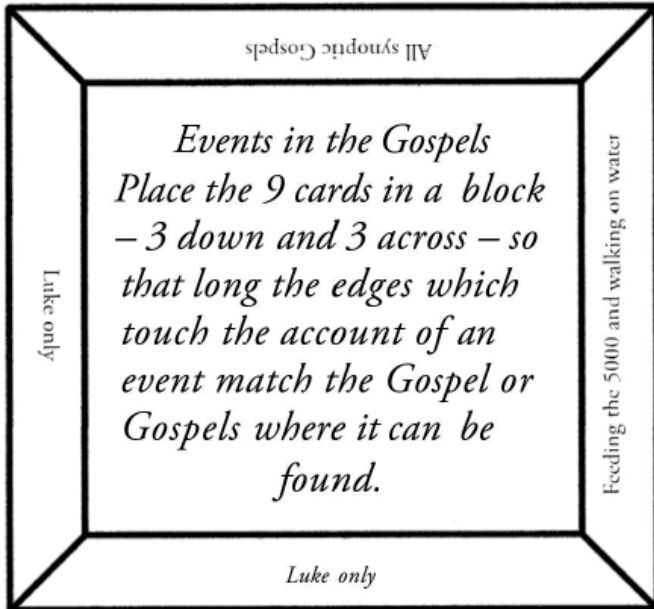 All synoptic Gospels
Events in the Gospels
Place the 9 cards in a block
– 3 down and 3 across – so
that long the edges which
touch the account of an
event match the Gospel or
Gospels where it can be
found.
Luke only
Feeding the 5000 and walking on water
Luke only